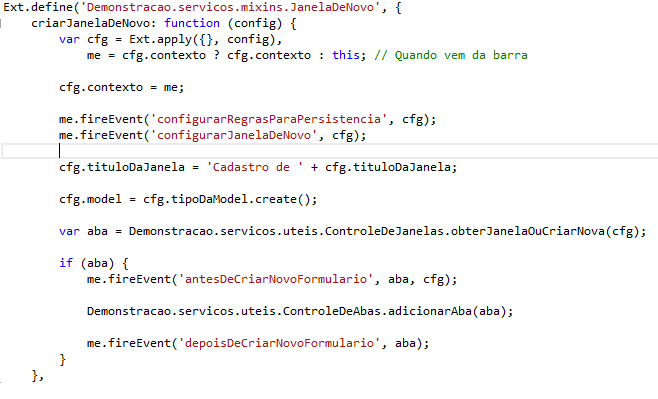 Ext.define('Demonstracao.servicos.mixins.JanelaDeNovo', {
    criarJanelaDeNovo: function (config) {
        var cfg = Ext.apply({}, config),
            me = cfg.contexto ? cfg.contexto : this; // Quando vem da barra
        cfg.contexto = me;
        me.fireEvent('configurarRegrasParaPersistencia', cfg);
        me.fireEvent('configurarJanelaDeNovo', cfg);
        cfg.tituloDaJanela = 'Cadastro de ' + cfg.tituloDaJanela;
        cfg.model = cfg.tipoDaModel.create();
        var aba = Demonstracao.servicos.uteis.ControleDeJanelas.obterJanelaOuCriarNova(cfg);
        if (aba) {
            me.fireEvent('antesDeCriarNovoFormulario', aba, cfg);
            Demonstracao.servicos.uteis.ControleDeAbas.adicionarAba(aba);
            me.fireEvent('depoisDeCriarNovoFormulario', aba);
        }
    },